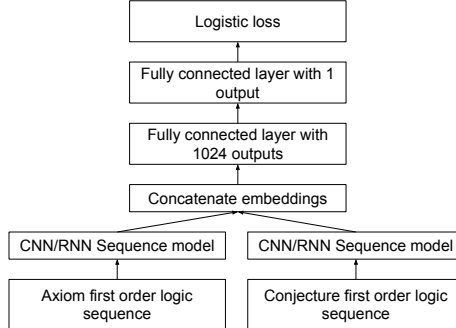 Logistic loss
Fully connected layer with 1
output
Fully connected layer with
1024 outputs
Concatenate embeddings
CNN/RNN Sequence model
CNN/RNN Sequence model
Axiom first order logic
sequence
Conjecture first order logic
sequence